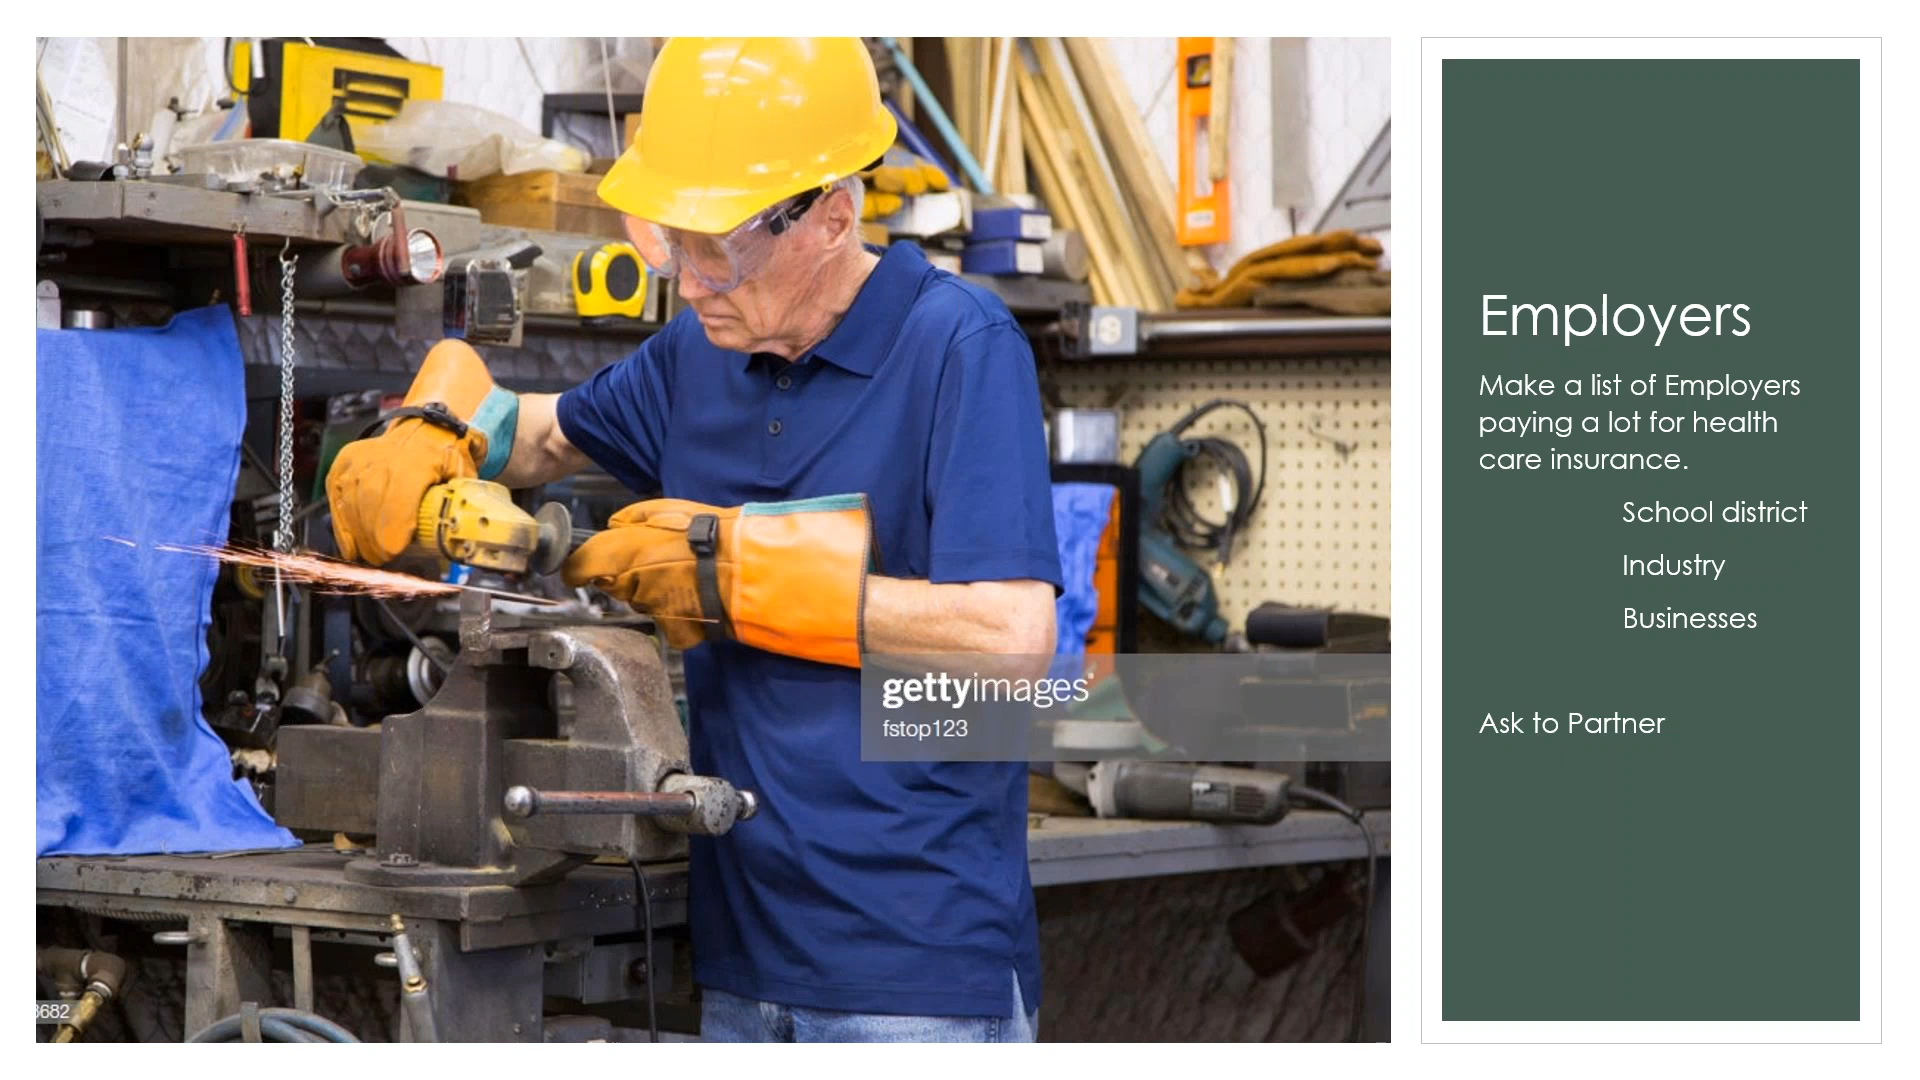 Employers
Make a list of Employers
paying a lot for health
care insurance.
School district
Industry
Businesses
Ask to Partner
gettyimages
fstop123
3682